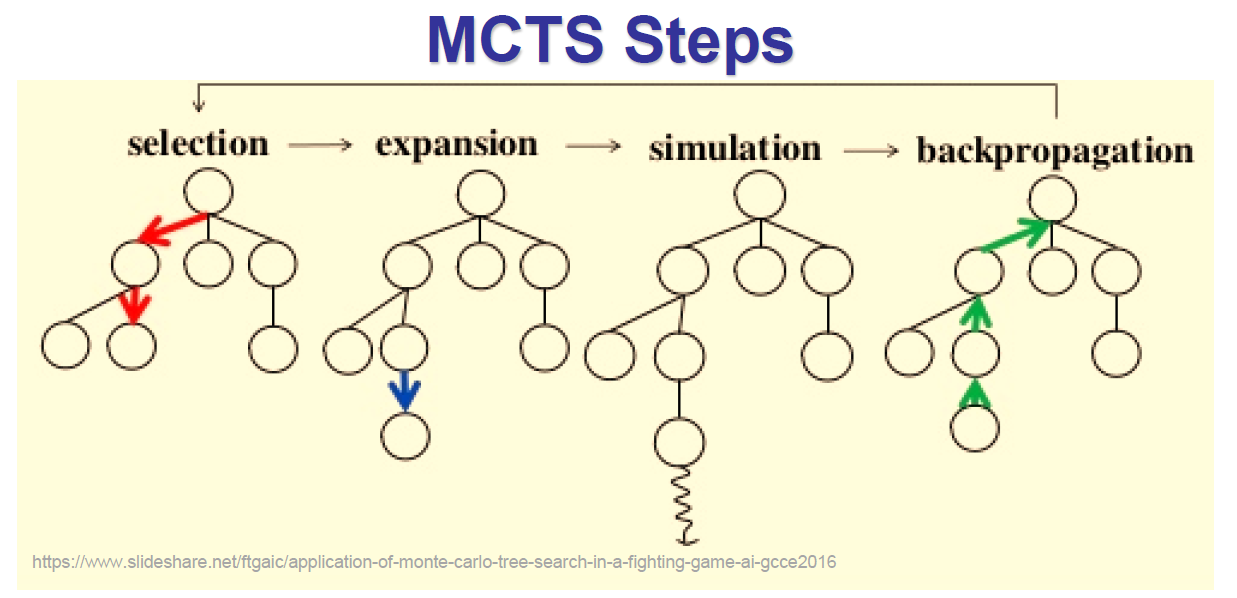 MCTS Steps
selection expansion simulation backpropagation
https://www.slideshare.net/ftgaic/application-of-monte-carlo-tree-search-in-a-fighting-game-ai-gcce2016